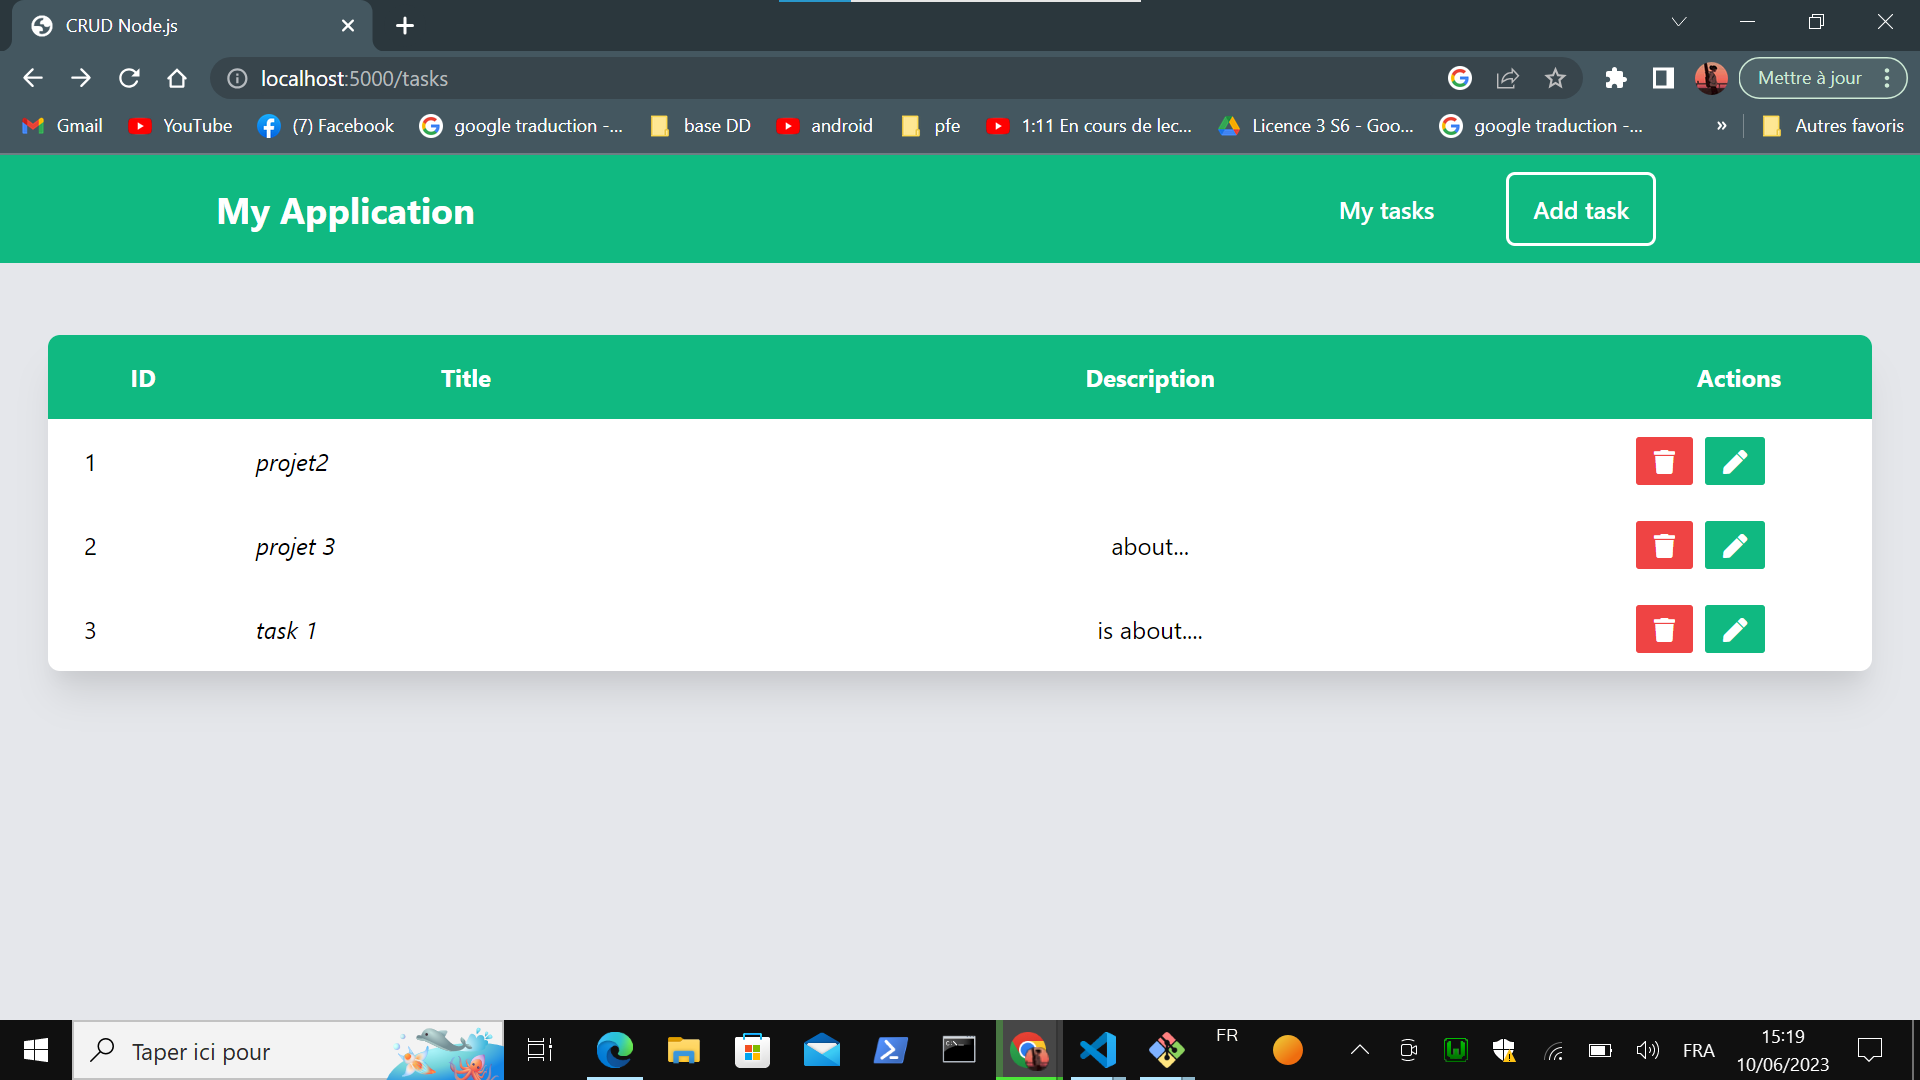 CRUD Node.js
localhost:5000/tasks
Mettre à jour
Gmail YouTube (7) Facebook google traduction -... base DD android pfe 1:11 En cours de lec... Licence 3 S6 - Goo... google traduction -... » Autres favoris
My Application My tasks Add task
ID Title Description Actions
1 projet2
2 projet 3 about...
3 task 1 is about....
Taper ici pour
FR
FRA
15:19
10/06/2023